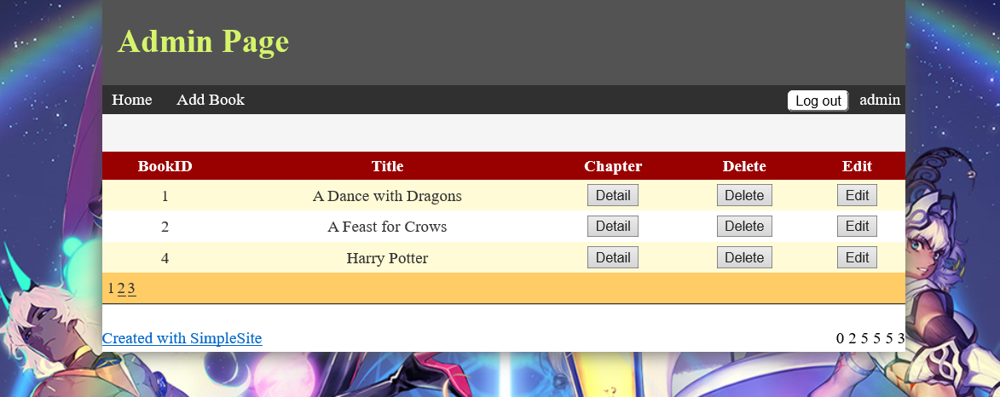 Admin Page
Home Add Book Log out admin
BookID Title Chapter Delete Edit
1 A Dance with Dragons Detail Delete Edit
2 A Feast for Crows Detail Delete Edit
4 Harry Potter Detail Delete Edit
1 2 3
Created with SimpleSite 0 2 5 5 5 3